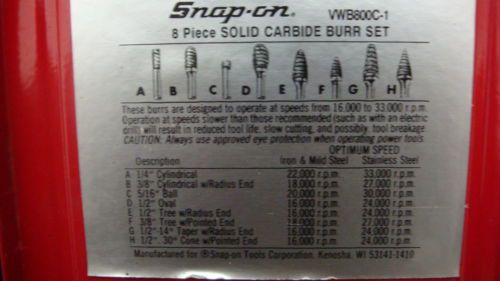 Snap-on® VWB800C-1
8 Piece SOLID CARBIDE BURR SET
A B C D E F G H
These burrs are designed to operate at speeds from 16,000 to 33,000 r.p.m.
Operation at speeds slower than those recommended (such as with an electric
drill) will result in reduced tool life, slow cutting, and possibly, tool breakage.
CAUTION: Always use approved eye protection when operating power tools.
OPTIMUM SPEED
Description Iron & Mild Steel Stainless Steel
A 1/4" Cylindrical 22,000 r.p.m. 33,000 r.p.m.
B 3/8" Cylindrical w/Radius End 18,000 r.p.m. 27,000 r.p.m.
C 5/16" Ball 20,000 r.p.m. 30,000 r.p.m.
D 1/2" Oval 16,000 r.p.m. 24,000 r.p.m.
E 1/2" Tree w/Radius End 16,000 r.p.m. 24,000 r.p.m.
F 3/8" Tree w/Pointed End r.p.m. 27,000 r.p.m.
G 1/2"-14° Taper w/Radius End 16,000 r.p.m. 24,000 r.p.m.
H 1/2", 30° Cone w/Pointed End 16,000 r.p.m. 24,000 r.p.m.
Manufactured for ®Snap-on Tools Corporation, Kenosha, WI 53141-1410